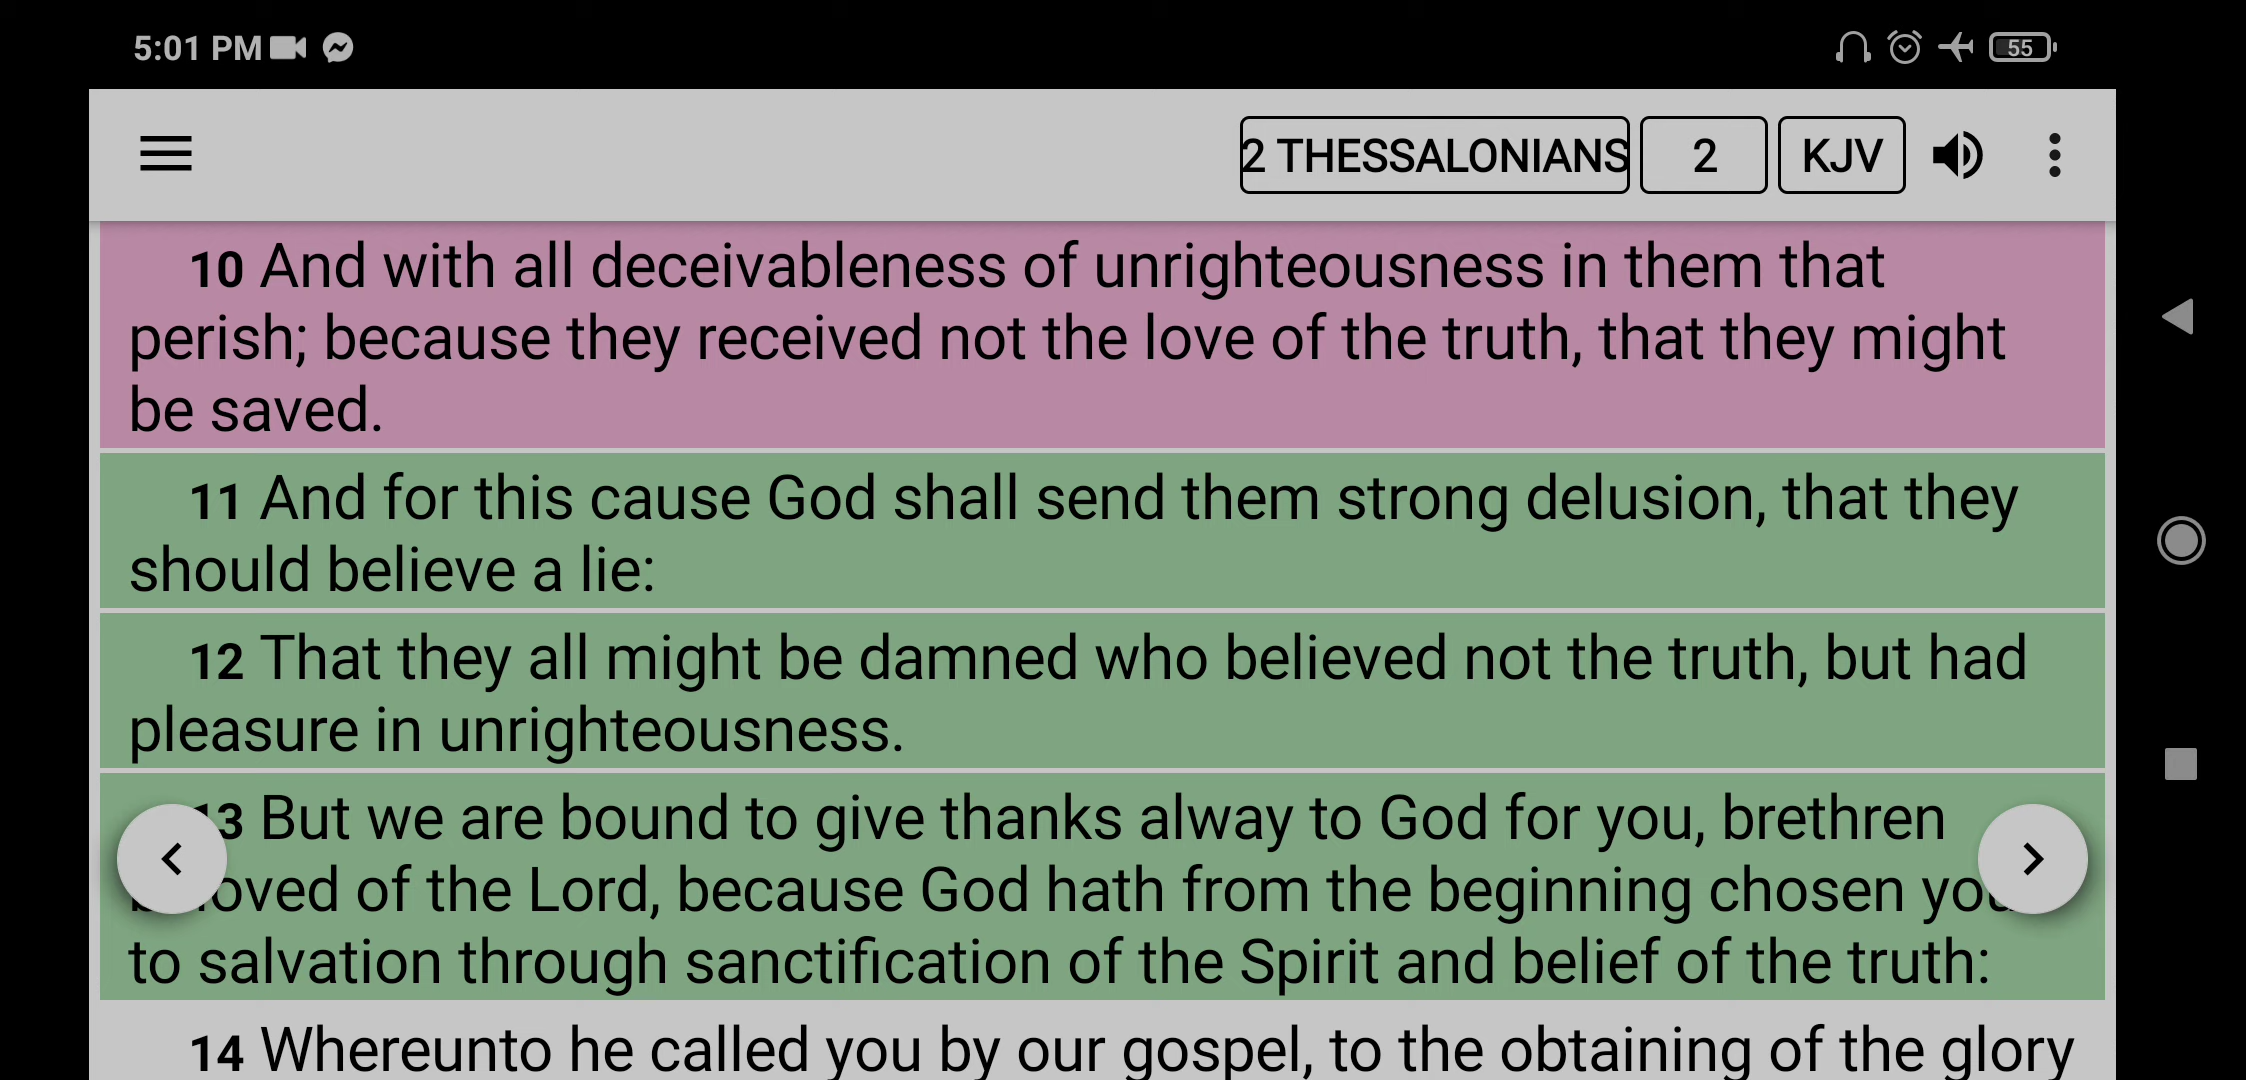 5:01 PM
55
2 THESSALONIANS 2 KJV
10 And with all deceivableness of unrighteousness in them that
perish; because they received not the love of the truth, that they might
be saved.
11 And for this cause God shall send them strong delusion, that they
should believe a lie:
12 That they all might be damned who believed not the truth, but had
pleasure in unrighteousness.
13 But we are bound to give thanks alway to God for you, brethren
beloved of the Lord, because God hath from the beginning chosen you
to salvation through sanctification of the Spirit and belief of the truth:
14 Whereunto he called you by our gospel, to the obtaining of the glory